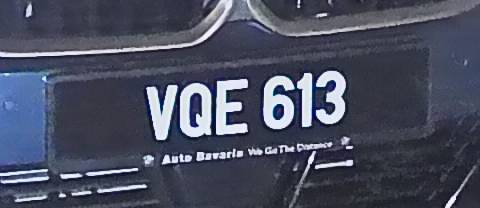 VQE 613
Auto Bavaria We Go The Distance